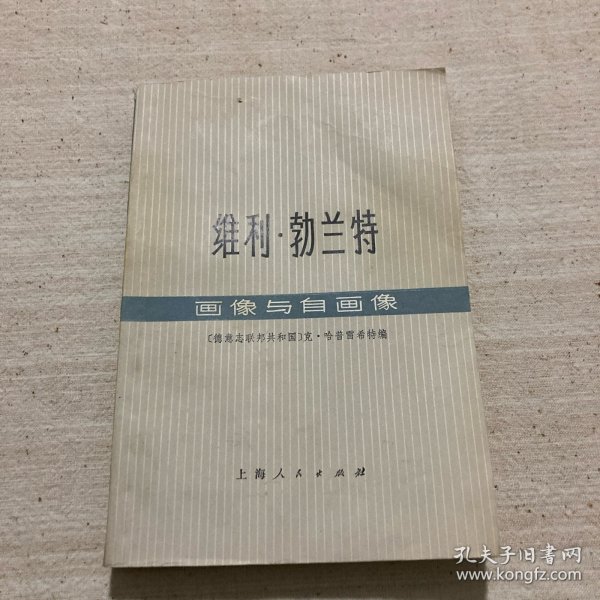 维利·勃兰特
画像与自画像
〔德意志联邦共和国〕克·哈普雷希特编
上海人民出版社
孔夫子旧书网
www.kongfz.com